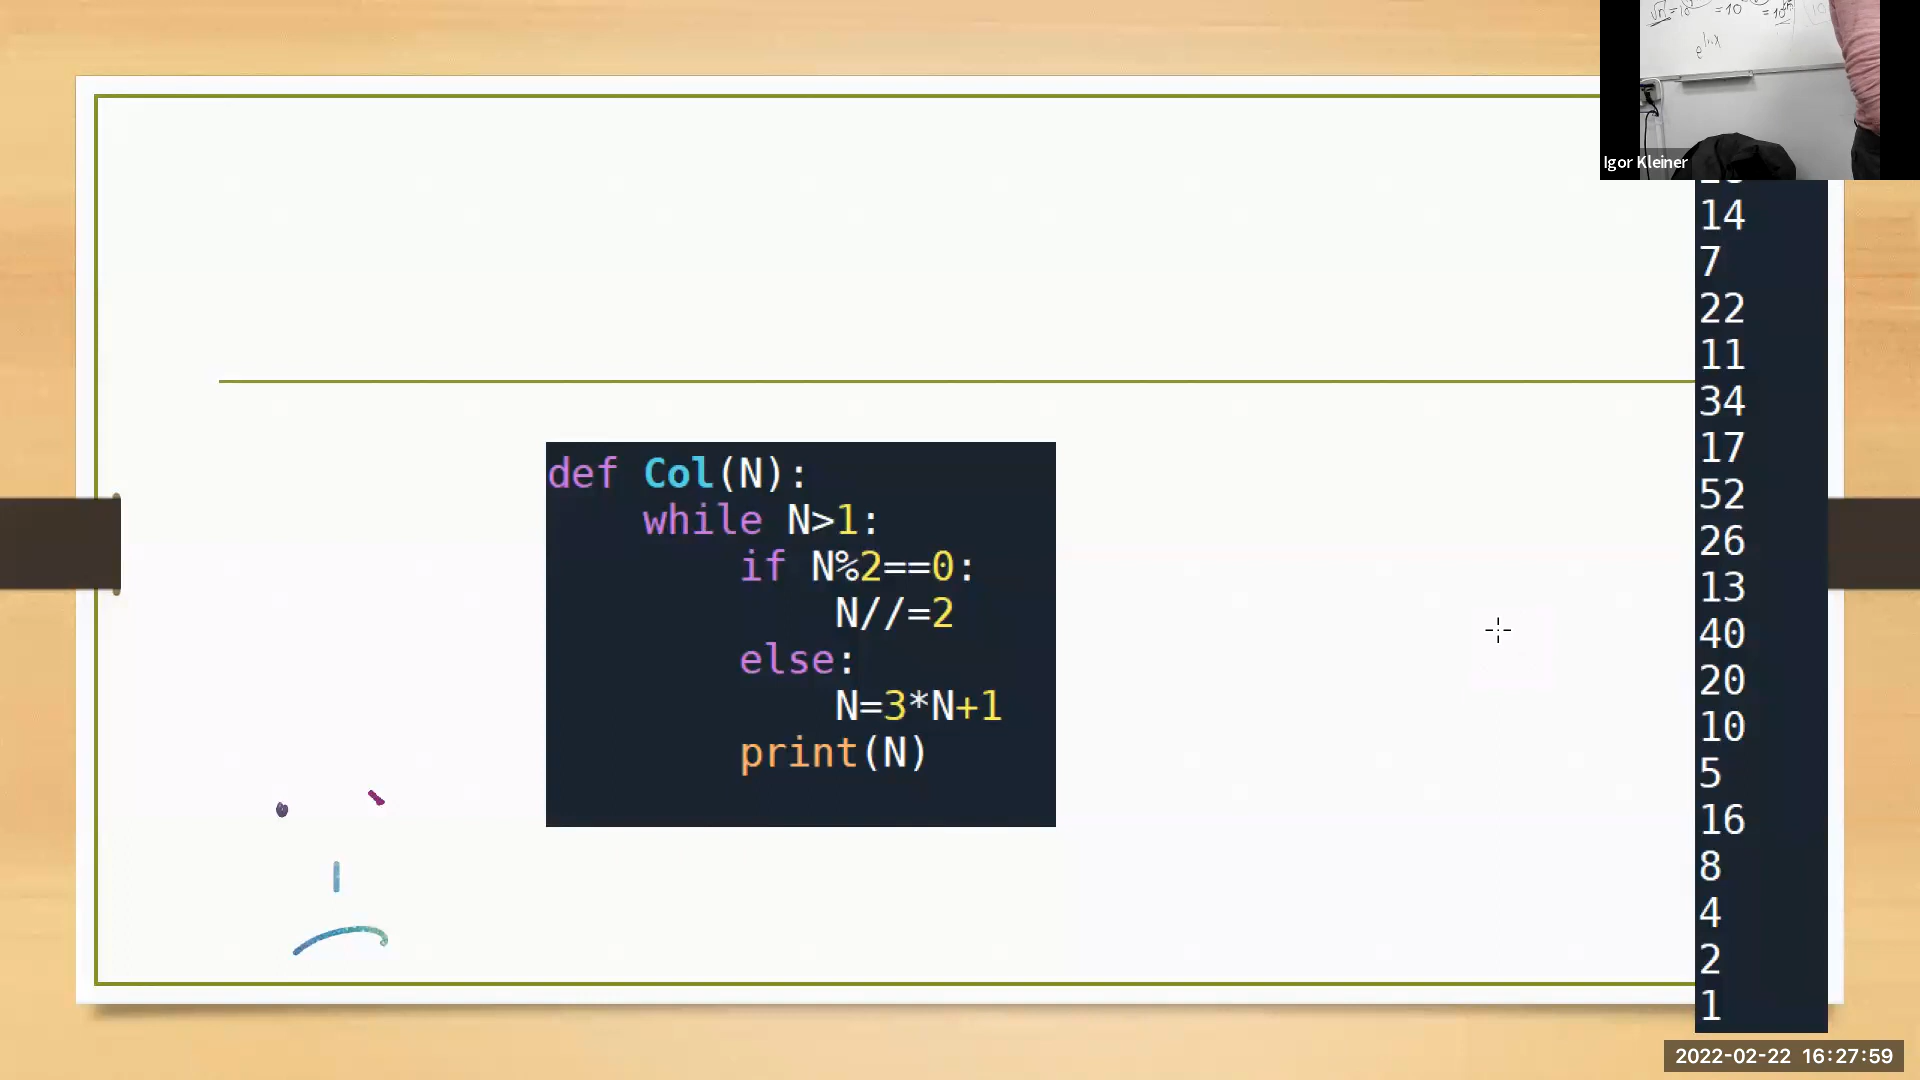 e^lnx
Igor Kleiner
14
7
22
11
34
17
52
26
13
40
20
10
5
16
8
4
2
1
def Col(N):
while N>1:
if N%2==0:
N//=2
else:
N=3*N+1
print(N)
2022-02-22 16:27:59